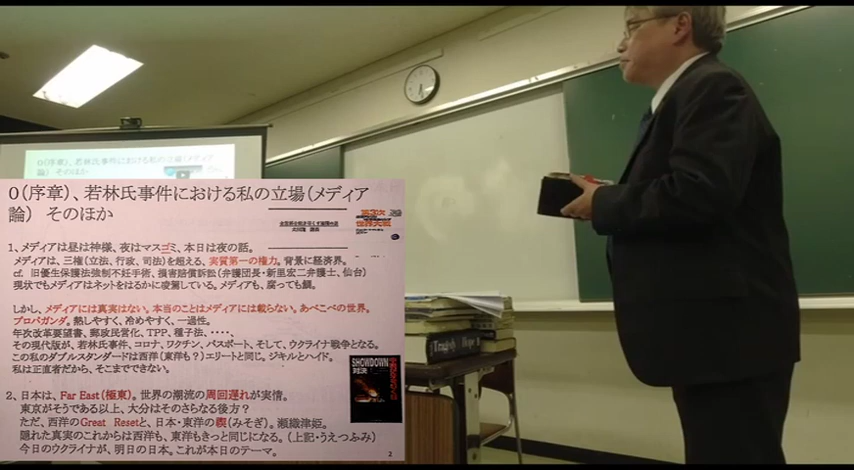 0(序章)、若林氏事件における私の立場(メディア
論) そのほか
1、メディアは昼は神様、夜はマスゴミ、本日は夜の話。
メディアは、三権(立法、行政、司法)を超える、実質第一の権力。背景に経済界。
cf. 旧優生保護法強制不妊手術、損害賠償訴訟(弁護団長・新里宏二弁護士、仙台)
現状でもメディアはネットをはるかに凌駕している。メディアも、腐っても鯛。
しかし、メディアには真実はない。本当のことはメディアには載らない。あべこべの世界。
プロパガンダ。熱しやすく、冷めやすく、一過性。
年次改革要望書、郵政民営化、TPP、種子法、・・・・、
その現代版が、若林氏事件、コロナ、ワクチン、パスポート、そして、ウクライナ戦争となる。
この私のダブルスタンダードは西洋(東洋も?)エリートと同じ。ジキルとハイド。
私は正直者だから、そこまでできない。
2、日本は、Far East(極東)。世界の潮流の周回遅れが実情。
東京がそうである以上、大分はそのさらなる後方?
ただ、西洋のGreat Resetと、日本・東洋の禊(みそぎ)。瀬織津姫。
隠れた真実のこれからは西洋も、東洋もきっと同じになる。(上記・うえつふみ)
今日のウクライナが、明日の日本。これが本日のテーマ。
第3次
世界大戦
SHOWDOWN
対決
2
0(序章)、若林氏事件における私の立場(メディア
論) そのほか
Tragedy
Hope